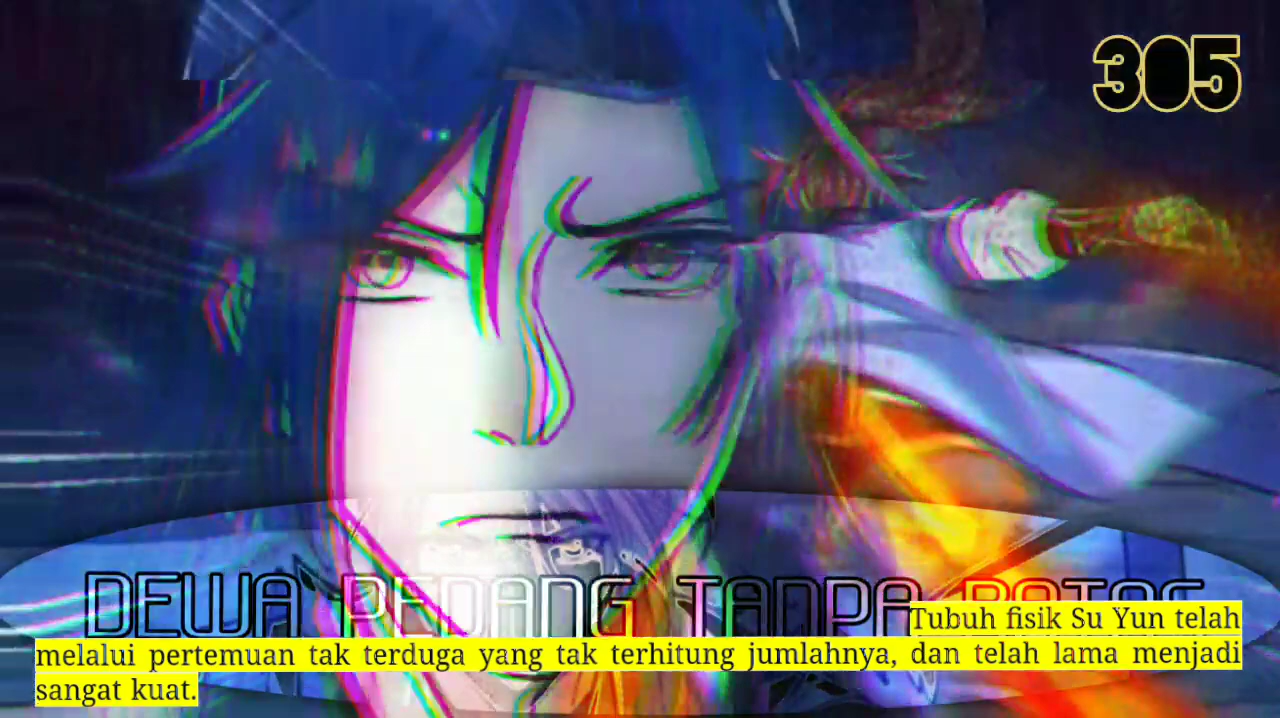 305
DEWA PEDANG TANPA BATAS
Tubuh fisik Su Yun telah
melalui pertemuan tak terduga yang tak terhitung jumlahnya, dan telah lama menjadi
sangat kuat.